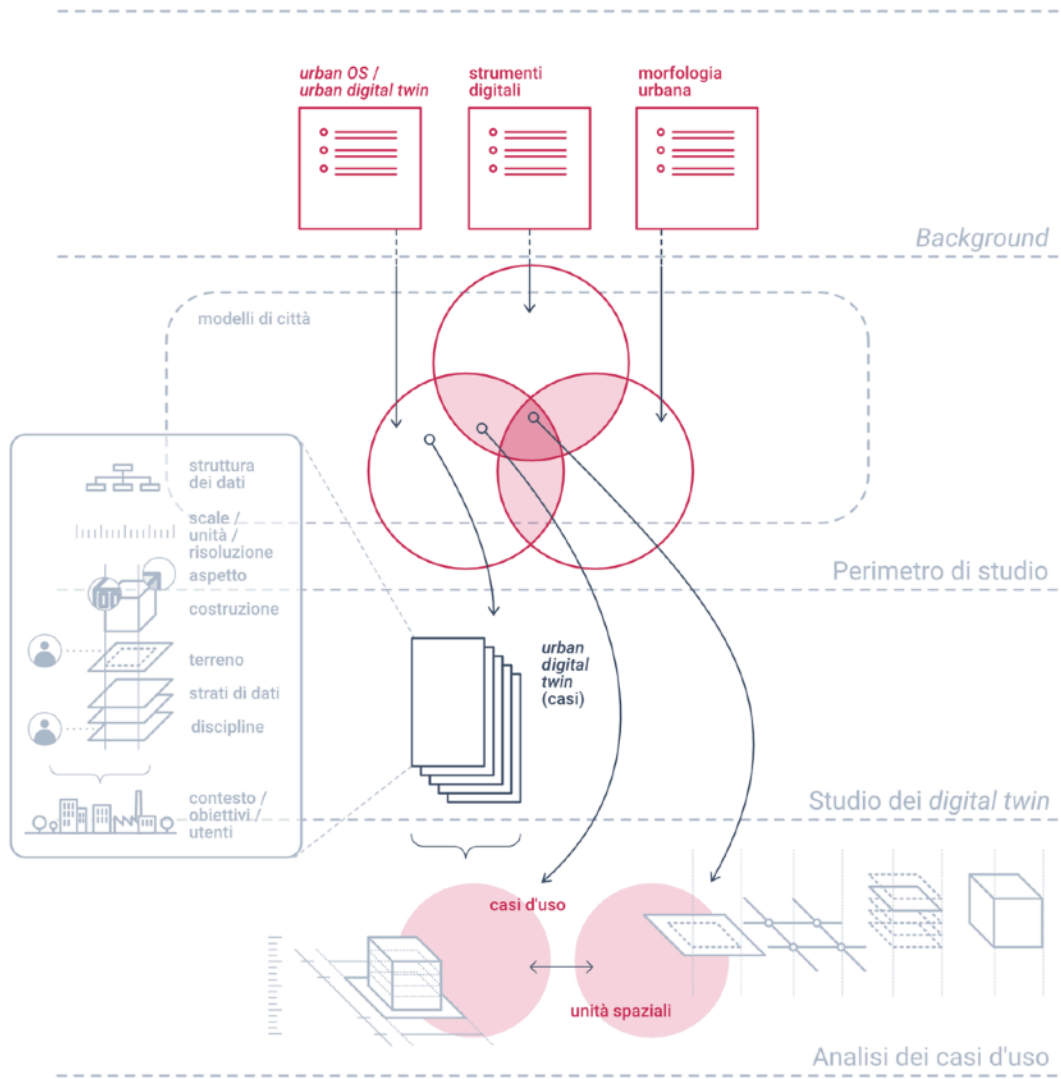 urban OS /
urban digital twin
strumenti
digitali
morfologia
urbana
Background
modelli di città
struttura
dei dati
scale /
unità /
risoluzione
aspetto
costruzione
terreno
strati di dati
discipline
contesto /
obiettivi /
utenti
Perimetro di studio
urban
digital
twin
(casi)
Studio dei digital twin
casi d'uso
unità spaziali
Analisi dei casi d'uso